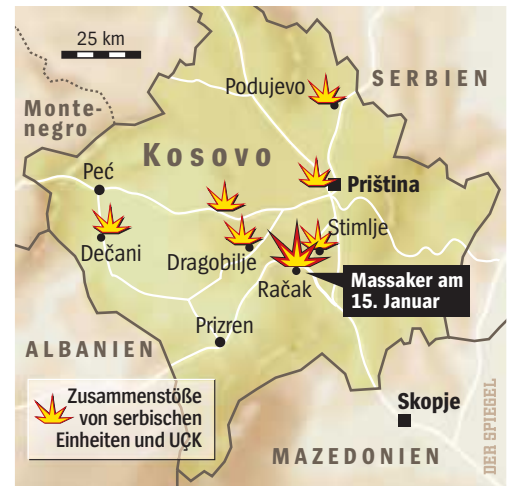 25 km
Podujevo
SERBIEN
Monte-
negro
Kosovo
Peć
Priština
Stimlje
Dečani
Dragobilje
Račak
Massaker am
15. Januar
Prizren
ALBANIEN
Zusammenstöße
von serbischen
Einheiten und UÇK
Skopje
MAZEDONIEN
DER SPIEGEL